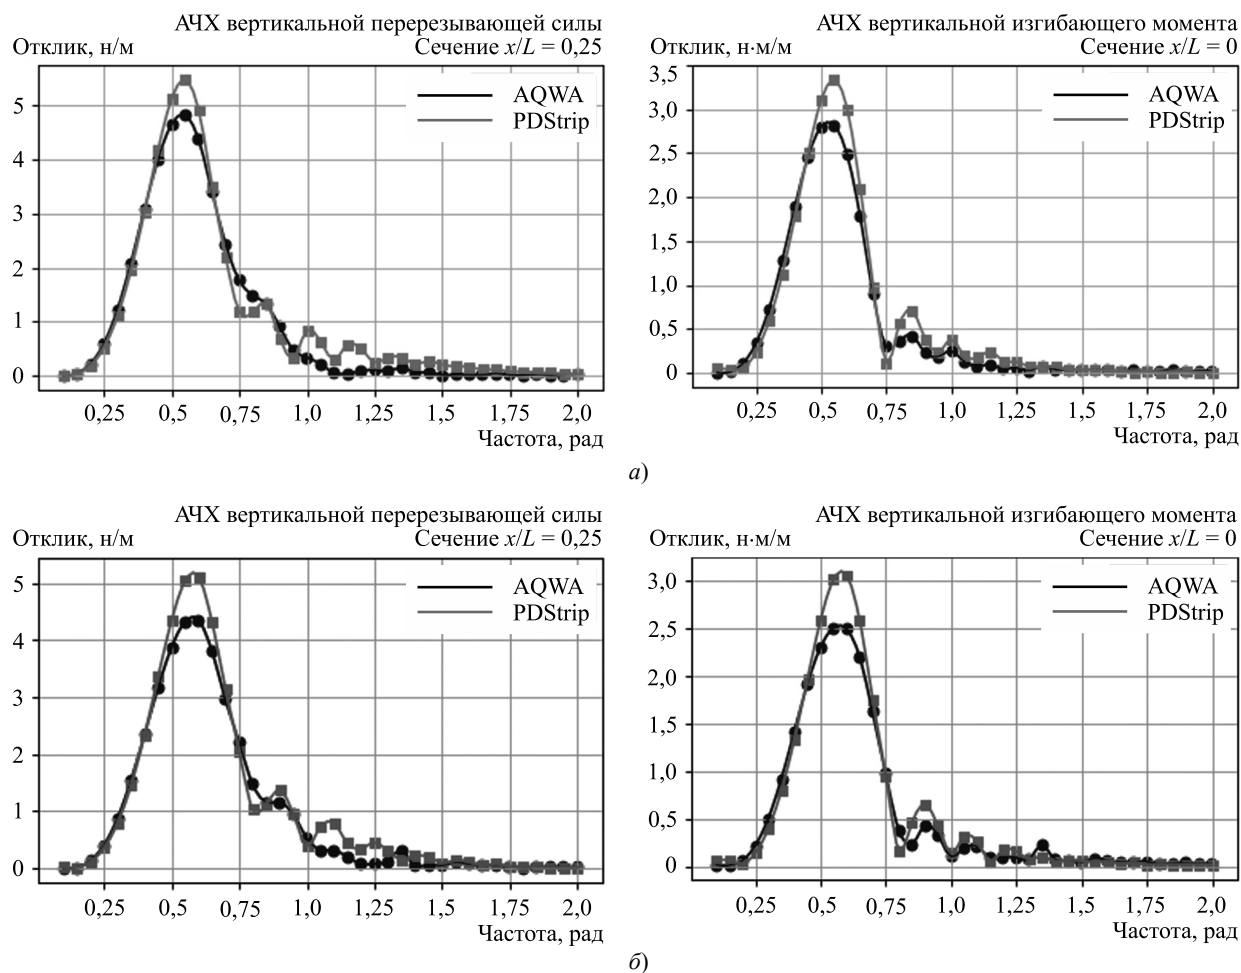 АЧХ вертикальной перерезывающей силы
Отклик, н/м
Сечение x/L = 0,25
5
4
3
2
1
0
AQWA
PDStrip
0,25 0,5 0,75 1,0 1,25 1,5 1,75 2,0
Частота, рад
АЧХ вертикальной изгибающего момента
Отклик, н·м/м
Сечение x/L = 0
3,5
3,0
2,5
2,0
1,5
1,0
0,5
0
AQWA
PDStrip
0,25 0,5 0,75 1,0 1,25 1,5 1,75 2,0
Частота, рад
а)
АЧХ вертикальной перерезывающей силы
Отклик, н/м
Сечение x/L = 0,25
5
4
3
2
1
0
AQWA
PDStrip
0,25 0,5 0,75 1,0 1,25 1,5 1,75 2,0
Частота, рад
АЧХ вертикальной изгибающего момента
Отклик, н·м/м
Сечение x/L = 0
3,0
2,5
2,0
1,5
1,0
0,5
0
AQWA
PDStrip
0,25 0,5 0,75 1,0 1,25 1,5 1,75 2,0
Частота, рад
б)